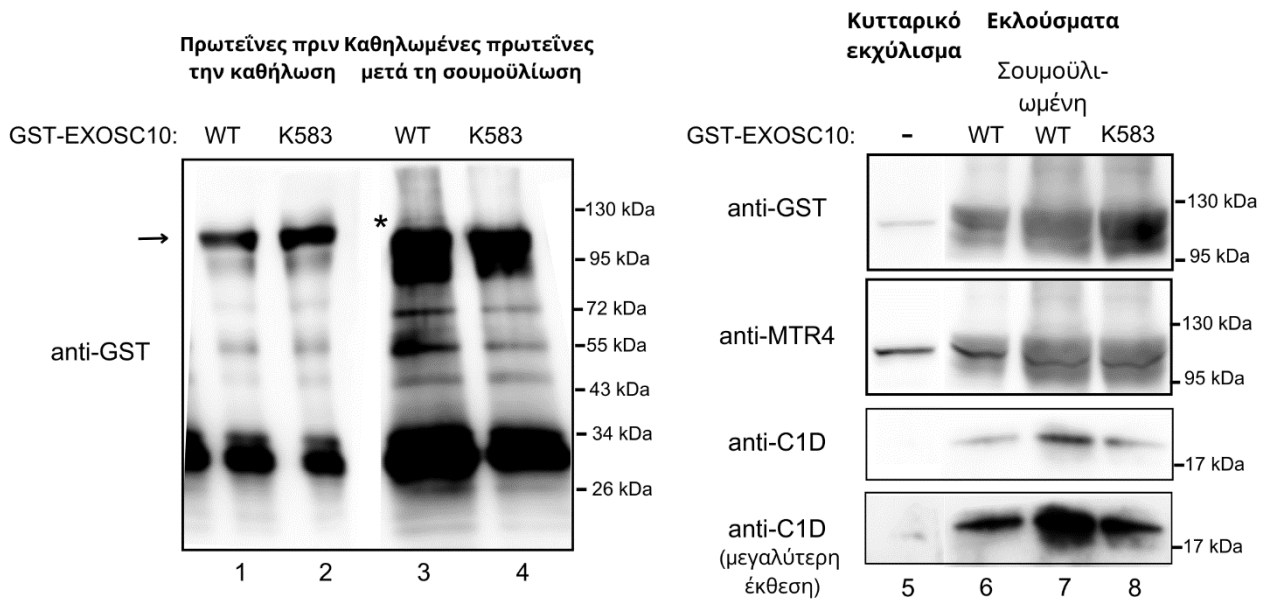 Πρωτεΐνες πριν την καθήλωση
Καθηλωμένες πρωτεΐνες μετά τη σουμοϋλίωση
GST-EXOSC10: WT K583 WT K583
*
→
130 kDa
95 kDa
72 kDa
55 kDa
43 kDa
34 kDa
26 kDa
anti-GST
1 2 3 4
Κυτταρικό
εκχύλισμα
Εκλούσματα
Σουμοϋλι-
ωμένη
GST-EXOSC10: - WT WT K583
anti-GST
130 kDa
95 kDa
anti-MTR4
130 kDa
95 kDa
anti-C1D
17 kDa
anti-C1D
(μεγαλύτερη
έκθεση)
17 kDa
5 6 7 8